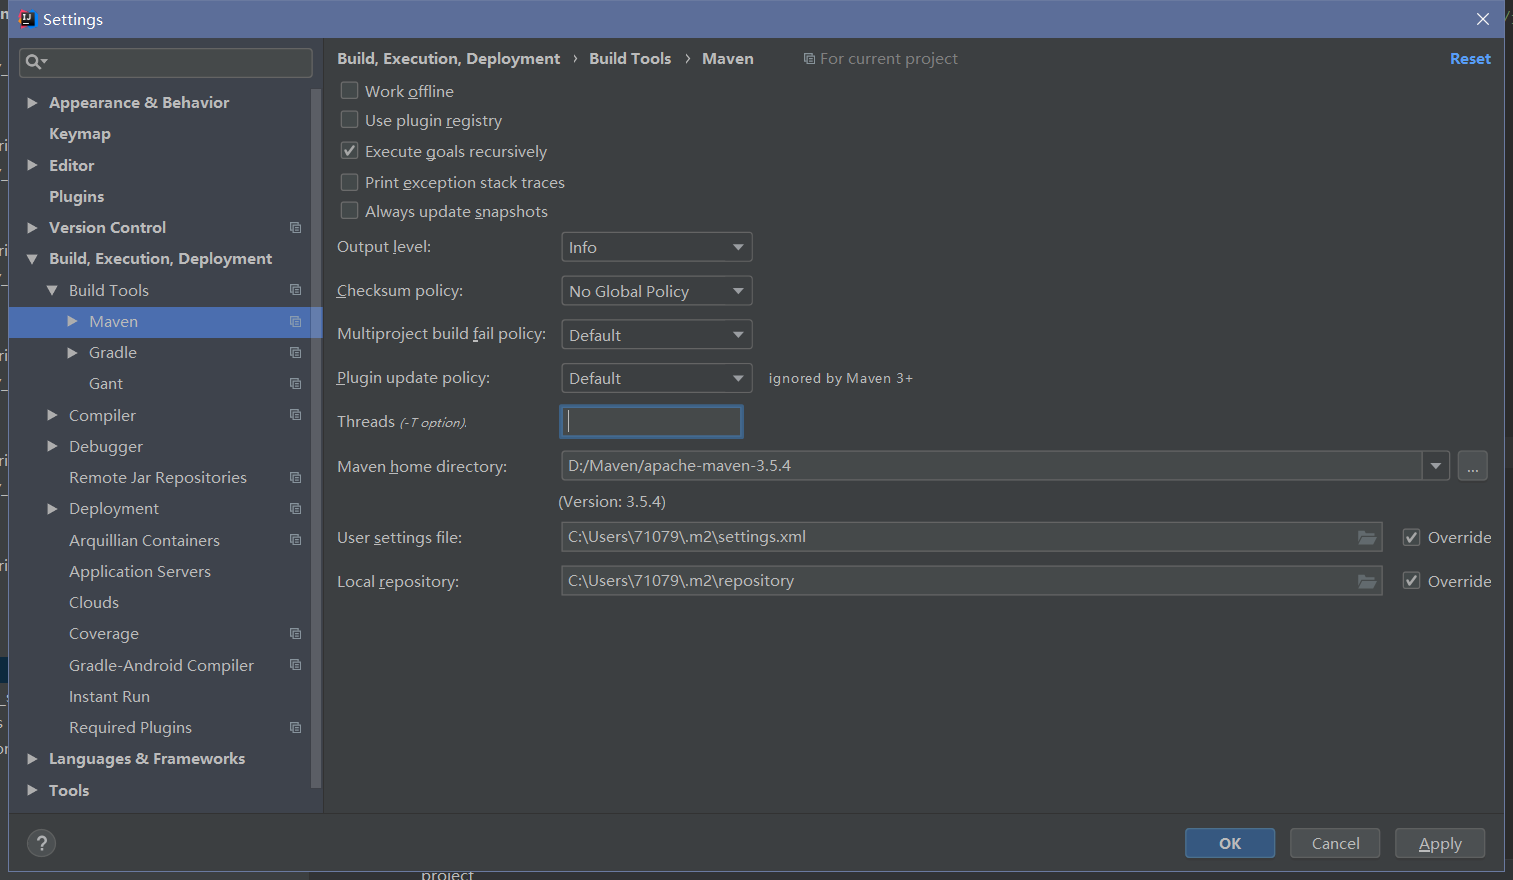 Settings
Build, Execution, Deployment › Build Tools › Maven For current project Reset
Appearance & Behavior
Keymap
Editor
Plugins
Version Control
Build, Execution, Deployment
Build Tools
Maven
Gradle
Gant
Compiler
Debugger
Remote Jar Repositories
Deployment
Arquillian Containers
Application Servers
Clouds
Coverage
Gradle-Android Compiler
Instant Run
Required Plugins
Languages & Frameworks
Tools
Work offline
Use plugin registry
Execute goals recursively
Print exception stack traces
Always update snapshots
Output level: Info
Checksum policy: No Global Policy
Multiproject build fail policy: Default
Plugin update policy: Default ignored by Maven 3+
Threads (-T option):
Maven home directory: D:/Maven/apache-maven-3.5.4 ...
(Version: 3.5.4)
User settings file: C:\Users\71079\.m2\settings.xml Override
Local repository: C:\Users\71079\.m2\repository Override
? OK Cancel Apply
project